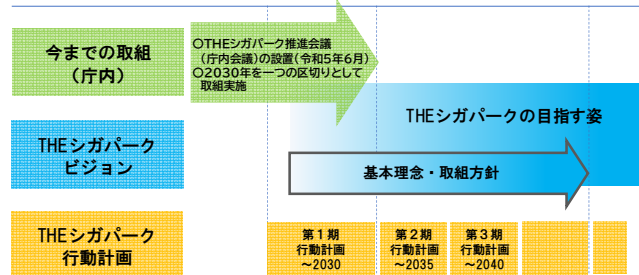 今までの取組
（庁内）
○THEシガパーク推進会議
（庁内会議）の設置（令和5年6月）
○2030年を一つの区切りとして
取組実施
THEシガパークの目指す姿
THEシガパーク
ビジョン
基本理念・取組方針
THEシガパーク
行動計画
第１期
行動計画
～2030
第２期
行動計画
～2035
第３期
行動計画
～2040